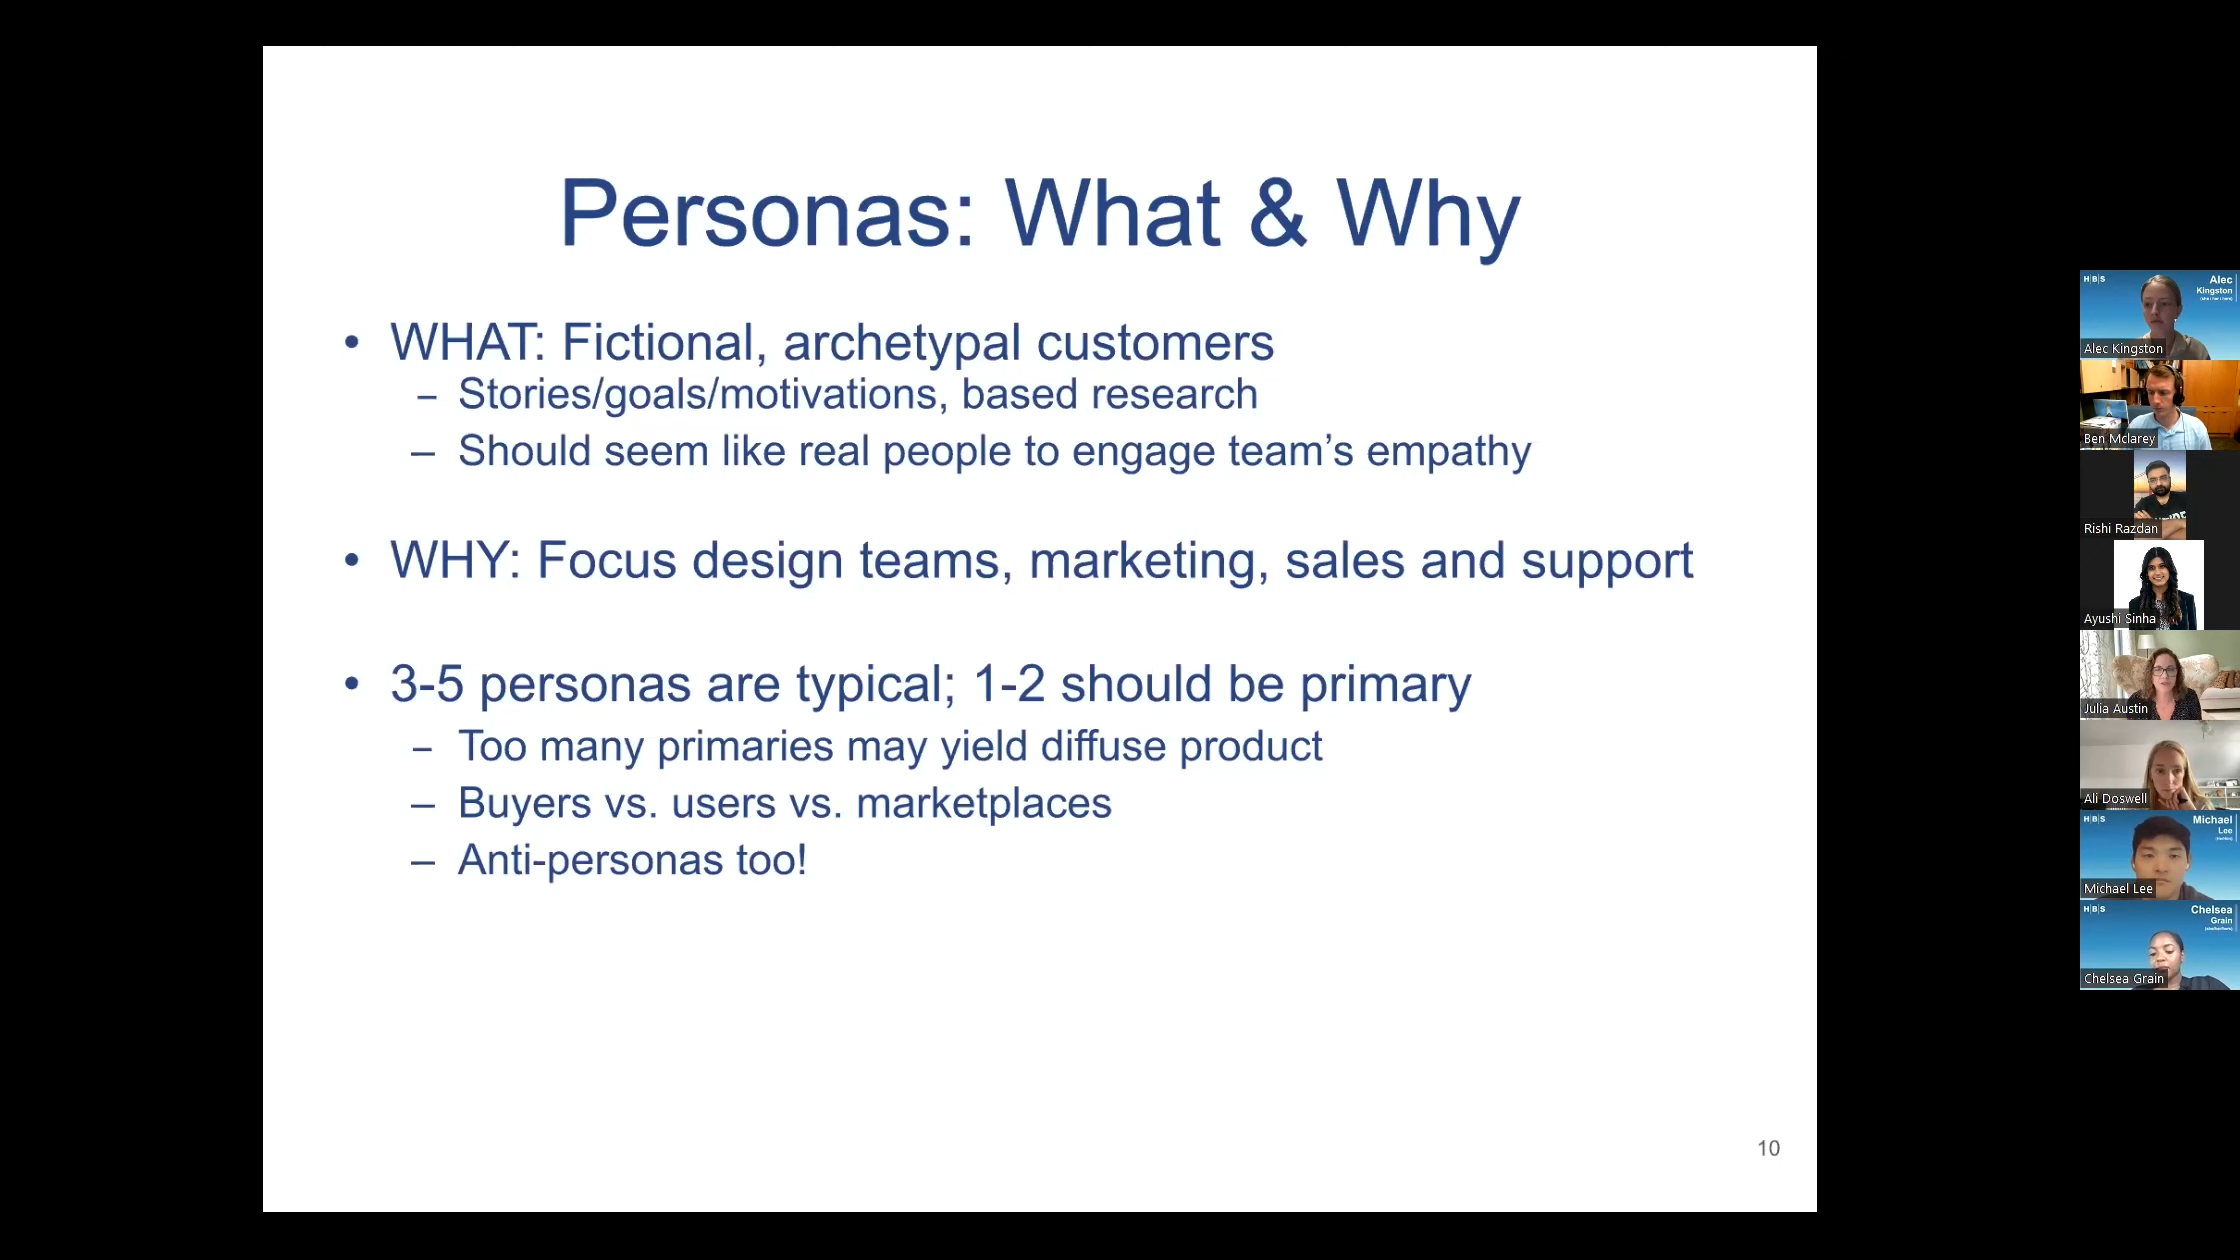 Personas: What & Why
• WHAT: Fictional, archetypal customers
– Stories/goals/motivations, based research
– Should seem like real people to engage team’s empathy
• WHY: Focus design teams, marketing, sales and support
• 3-5 personas are typical; 1-2 should be primary
– Too many primaries may yield diffuse product
– Buyers vs. users vs. marketplaces
– Anti-personas too!
10
H|B|S
Alec
Kingston
Alec Kingston
Ben Mclarey
Rishi Razdan
Ayushi Sinha
Julia Austin
Ali Doswell
H|B|S
Michael
Lee
Michael Lee
H|B|S
Chelsea
Grain
Chelsea Grain